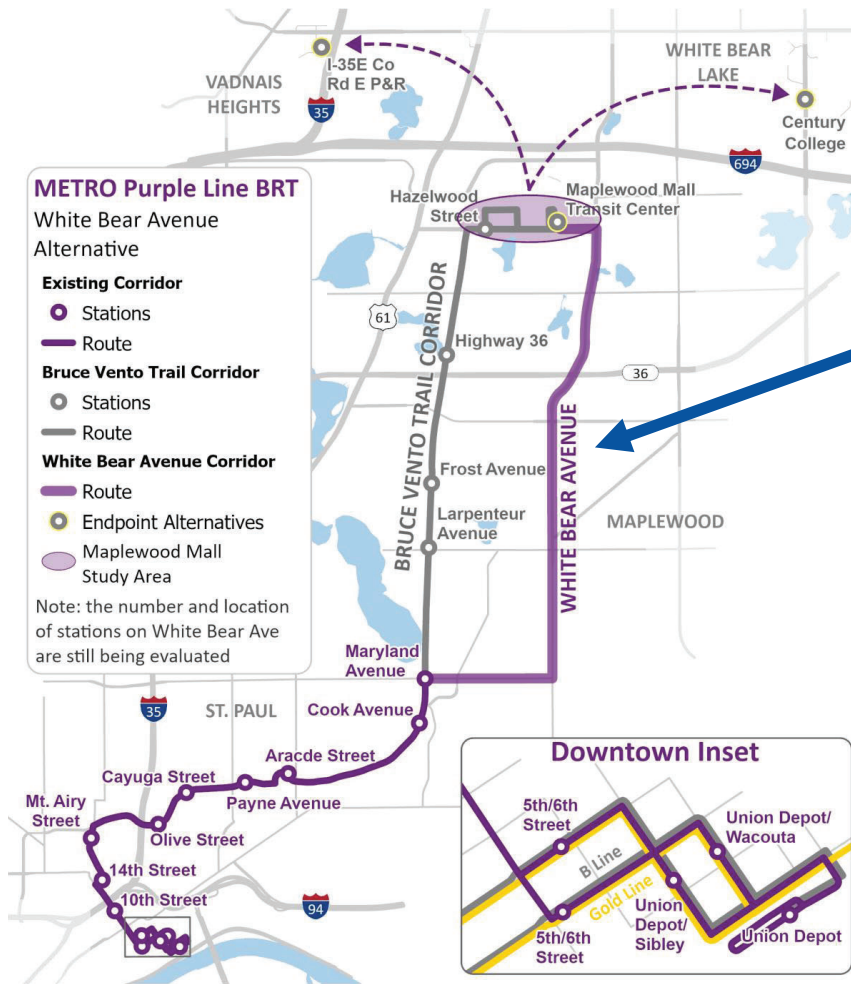 I-35E Co
Rd E P&R
VADNAIS
HEIGHTS
35
WHITE BEAR
LAKE
Century
College
694
METRO Purple Line BRT
White Bear Avenue
Alternative
Existing Corridor
Stations
Route
Bruce Vento Trail Corridor
Stations
Route
White Bear Avenue Corridor
Route
Endpoint Alternatives
Maplewood Mall
Study Area
Note: the number and location
of stations on White Bear Ave
are still being evaluated
Hazelwood
Street
Maplewood Mall
Transit Center
61
Highway 36
36
BRUCE VENTO TRAIL CORRIDOR
WHITE BEAR AVENUE
Frost Avenue
Larpenteur
Avenue
MAPLEWOOD
Maryland
Avenue
35
ST. PAUL
Cook Avenue
Aracde Street
Cayuga Street
Payne Avenue
Mt. Airy
Street
Olive Street
14th Street
10th Street
94
Downtown Inset
5th/6th
Street
Union Depot/
Wacouta
B Line
Gold Line
5th/6th
Street
Union
Depot/
Sibley
Union Depot